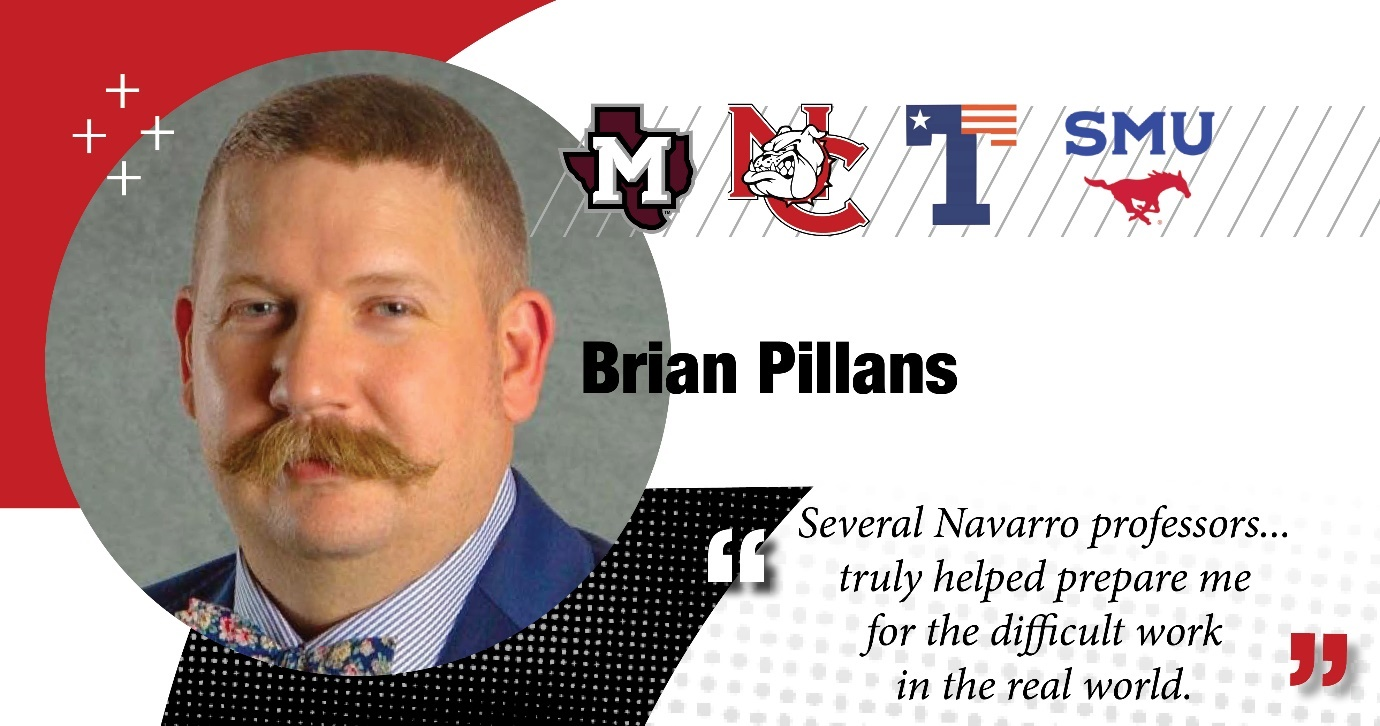 M
NC
T
SMU
Brian Pillans
“Several Navarro professors...
truly helped prepare me
for the difficult work
in the real world.”